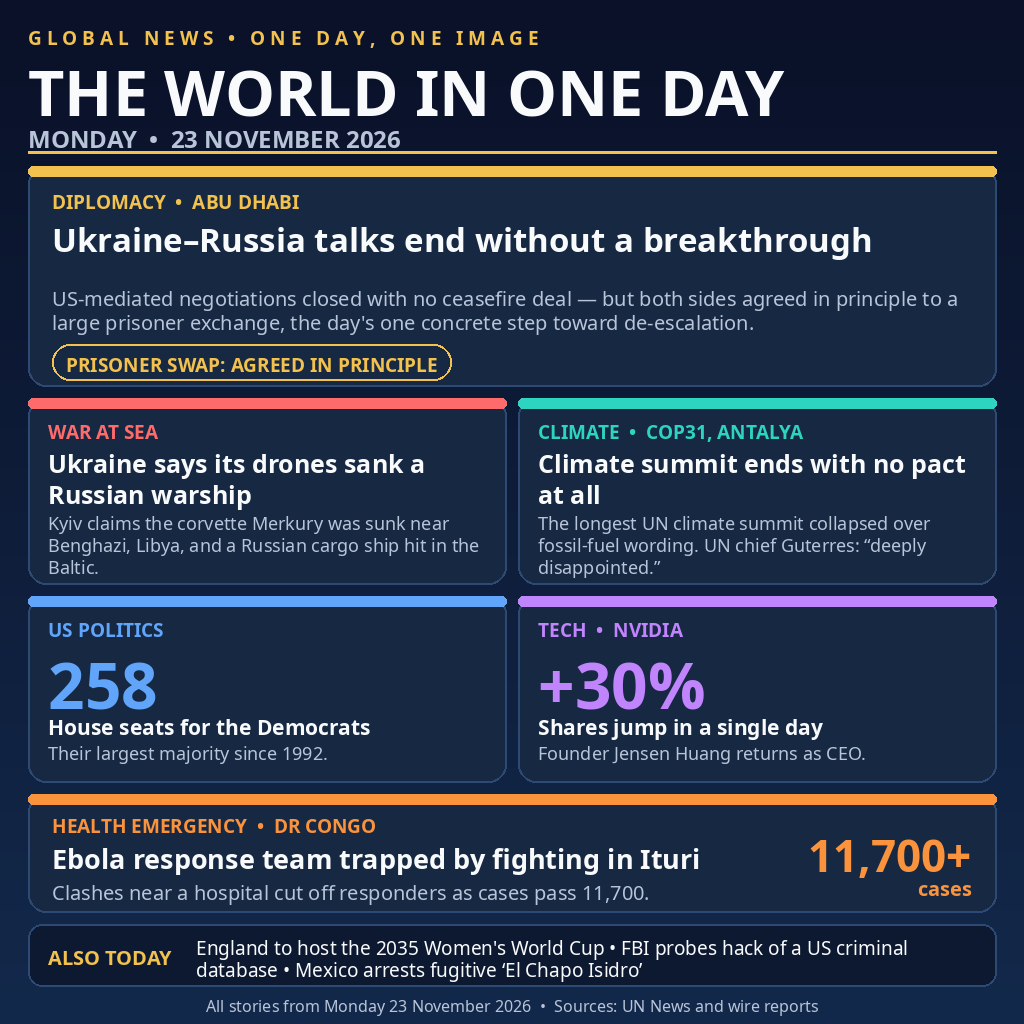 GLOBAL NEWS • ONE DAY, ONE IMAGE
THE WORLD IN ONE DAY
MONDAY • 23 NOVEMBER 2026
DIPLOMACY • ABU DHABI
Ukraine–Russia talks end without a breakthrough
US-mediated negotiations closed with no ceasefire deal — but both sides agreed in principle to a
large prisoner exchange, the day's one concrete step toward de-escalation.
PRISONER SWAP: AGREED IN PRINCIPLE
WAR AT SEA
Ukraine says its drones sank a
Russian warship
Kyiv claims the corvette Merkury was sunk near
Benghazi, Libya, and a Russian cargo ship hit in the
Baltic.
CLIMATE • COP31, ANTALYA
Climate summit ends with no pact
at all
The longest UN climate summit collapsed over
fossil-fuel wording. UN chief Guterres: “deeply
disappointed.”
US POLITICS
258
House seats for the Democrats
Their largest majority since 1992.
TECH • NVIDIA
+30%
Shares jump in a single day
Founder Jensen Huang returns as CEO.
HEALTH EMERGENCY • DR CONGO
Ebola response team trapped by fighting in Ituri
Clashes near a hospital cut off responders as cases pass 11,700.
11,700+
cases
ALSO TODAY
England to host the 2035 Women's World Cup • FBI probes hack of a US criminal
database • Mexico arrests fugitive ‘El Chapo Isidro’
All stories from Monday 23 November 2026 • Sources: UN News and wire reports